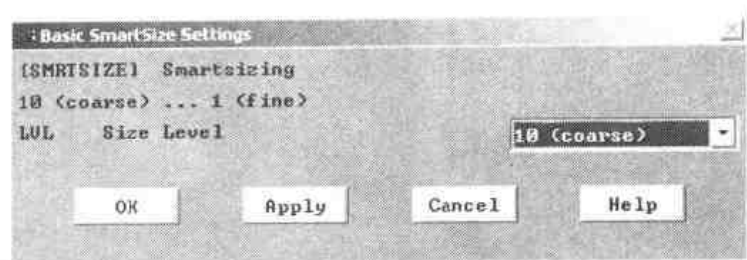 Basic SmartSize Settings
[SMRTSIZE] Smartsizing
10 (coarse) ... 1 (fine)
LVL Size Level 10 (coarse)
OK Apply Cancel Help